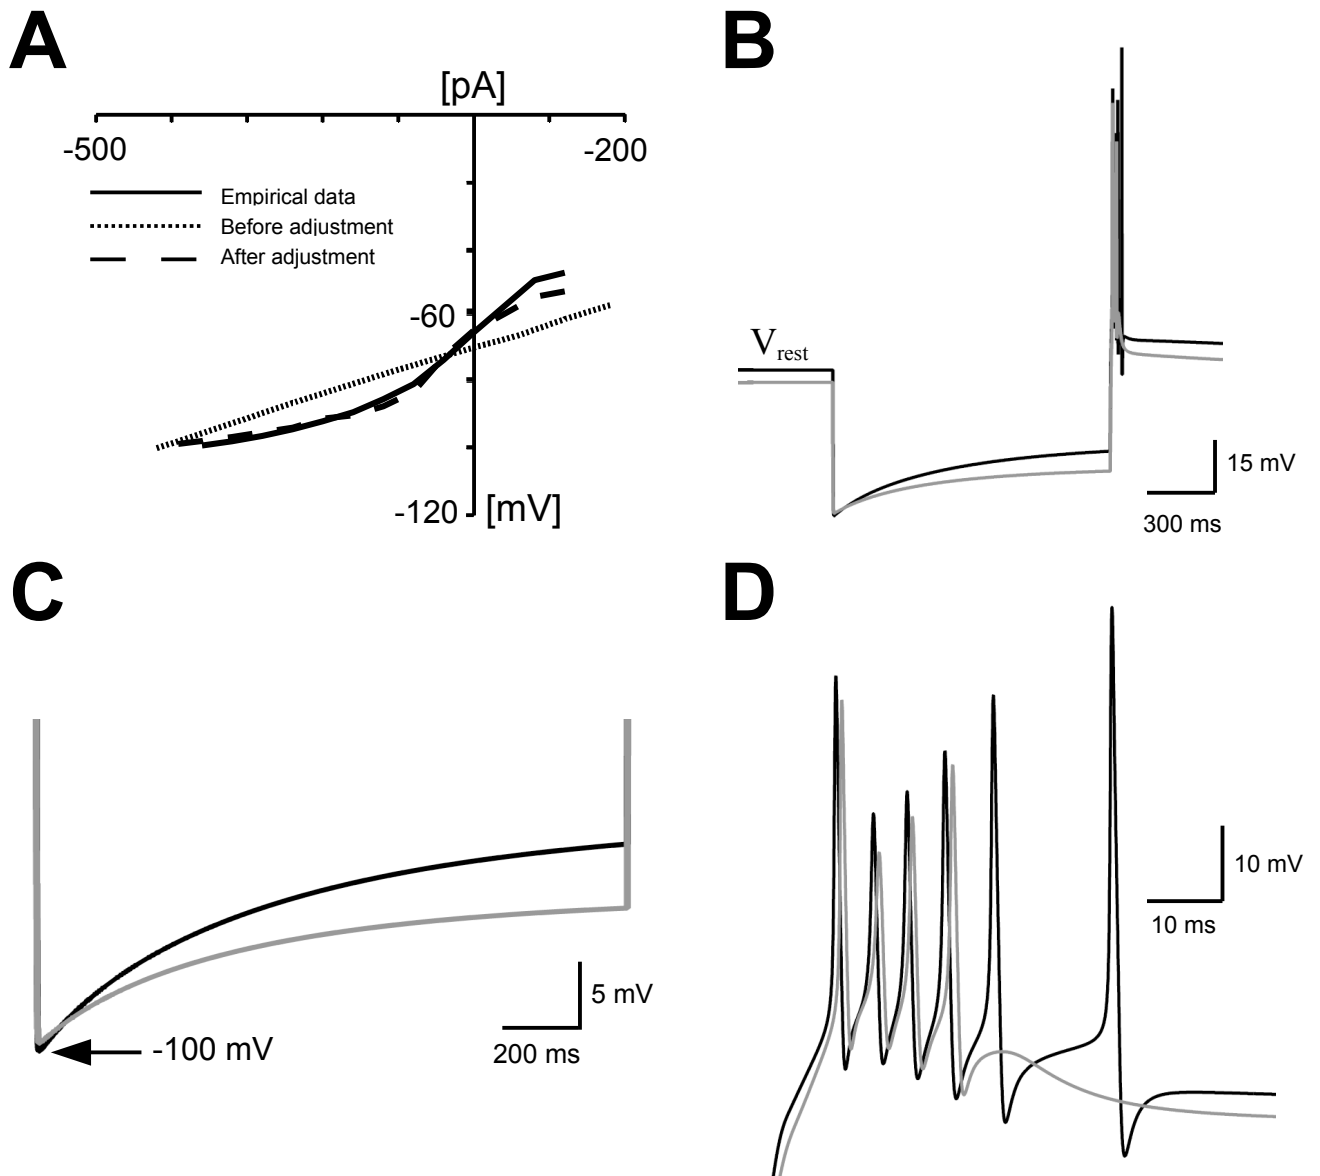 A
[pA]
-500
-200
Empirical data
Before adjustment
After adjustment
-60
-120
[mV]
B
Vrest
15 mV
300 ms
C
5 mV
200 ms
-100 mV
D
10 mV
10 ms